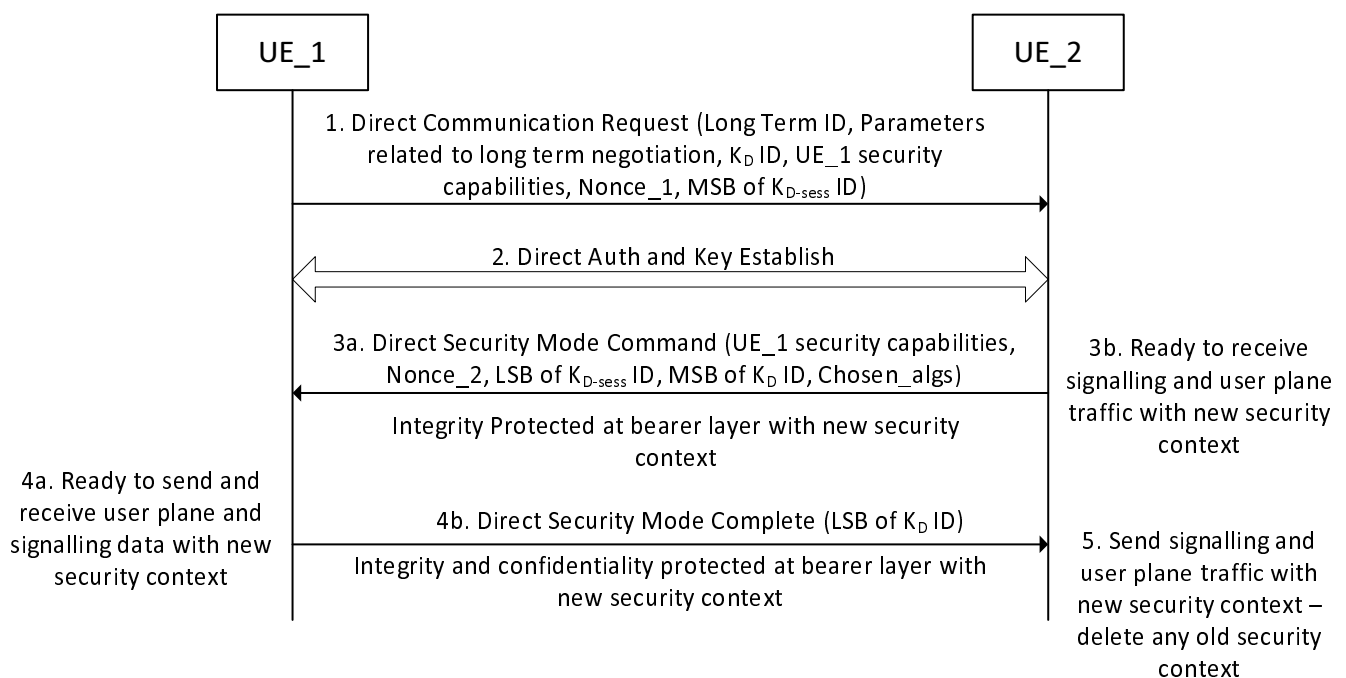 UE_1
UE_2
1. Direct Communication Request (Long Term ID, Parameters
related to long term negotiation, KD ID, UE_1 security
capabilities, Nonce_1, MSB of KD-sess ID)
2. Direct Auth and Key Establish
3a. Direct Security Mode Command (UE_1 security capabilities,
Nonce_2, LSB of KD-sess ID, MSB of KD ID, Chosen_algs)
Integrity Protected at bearer layer with new security
context
3b. Ready to receive
signalling and user plane
traffic with new security
context
4a. Ready to send and
receive user plane and
signalling data with new
security context
4b. Direct Security Mode Complete (LSB of KD ID)
Integrity and confidentiality protected at bearer layer with
new security context
5. Send signalling and
user plane traffic with
new security context –
delete any old security
context